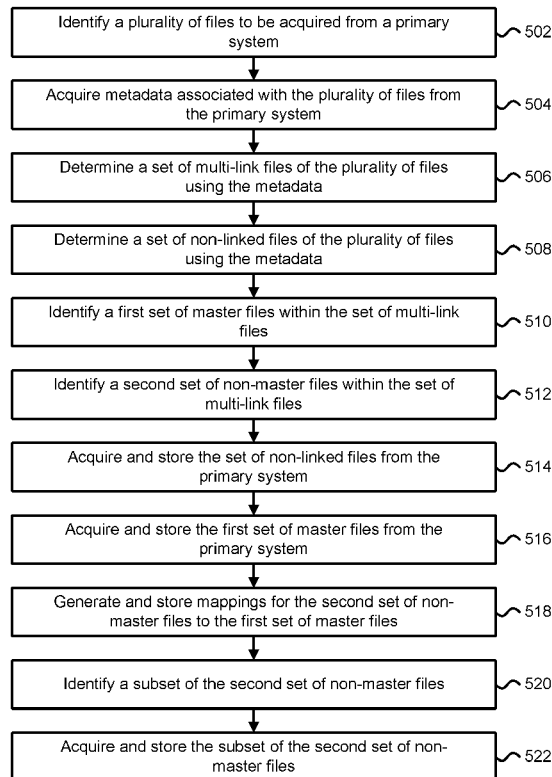 Identify a plurality of files to be acquired from a primary
system
502
Acquire metadata associated with the plurality of files from
the primary system
504
Determine a set of multi-link files of the plurality of files
using the metadata
506
Determine a set of non-linked files of the plurality of files
using the metadata
508
Identify a first set of master files within the set of multi-link
files
510
Identify a second set of non-master files within the set of
multi-link files
512
Acquire and store the set of non-linked files from the
primary system
514
Acquire and store the first set of master files from the
primary system
516
Generate and store mappings for the second set of non-
master files to the first set of master files
518
Identify a subset of the second set of non-master files
520
Acquire and store the subset of the second set of non-
master files
522